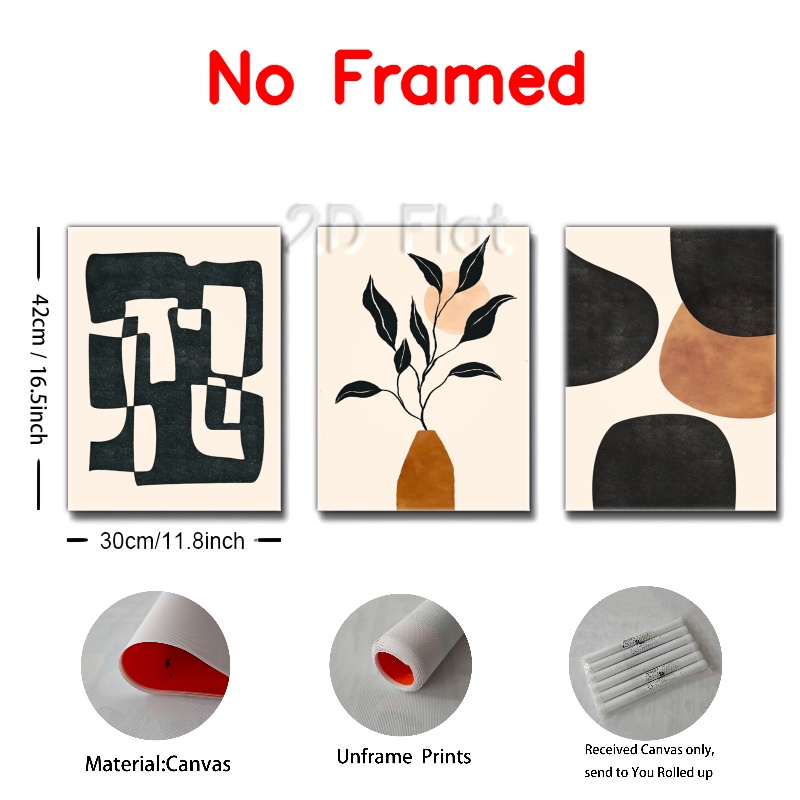 No Framed
2D Flat
42cm / 16.5inch
30cm/11.8inch
Material:Canvas
Unframe Prints
Received Canvas only,
send to You Rolled up